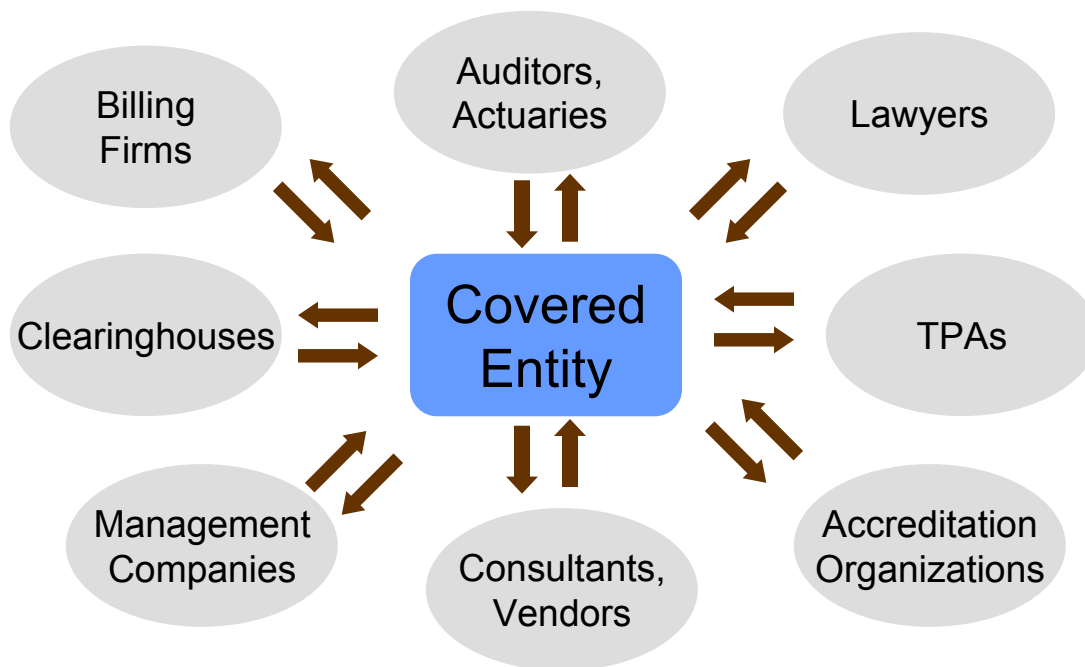 Billing
Firms
Auditors,
Actuaries
Lawyers
Clearinghouses
Covered
Entity
TPAs
Management
Companies
Consultants,
Vendors
Accreditation
Organizations